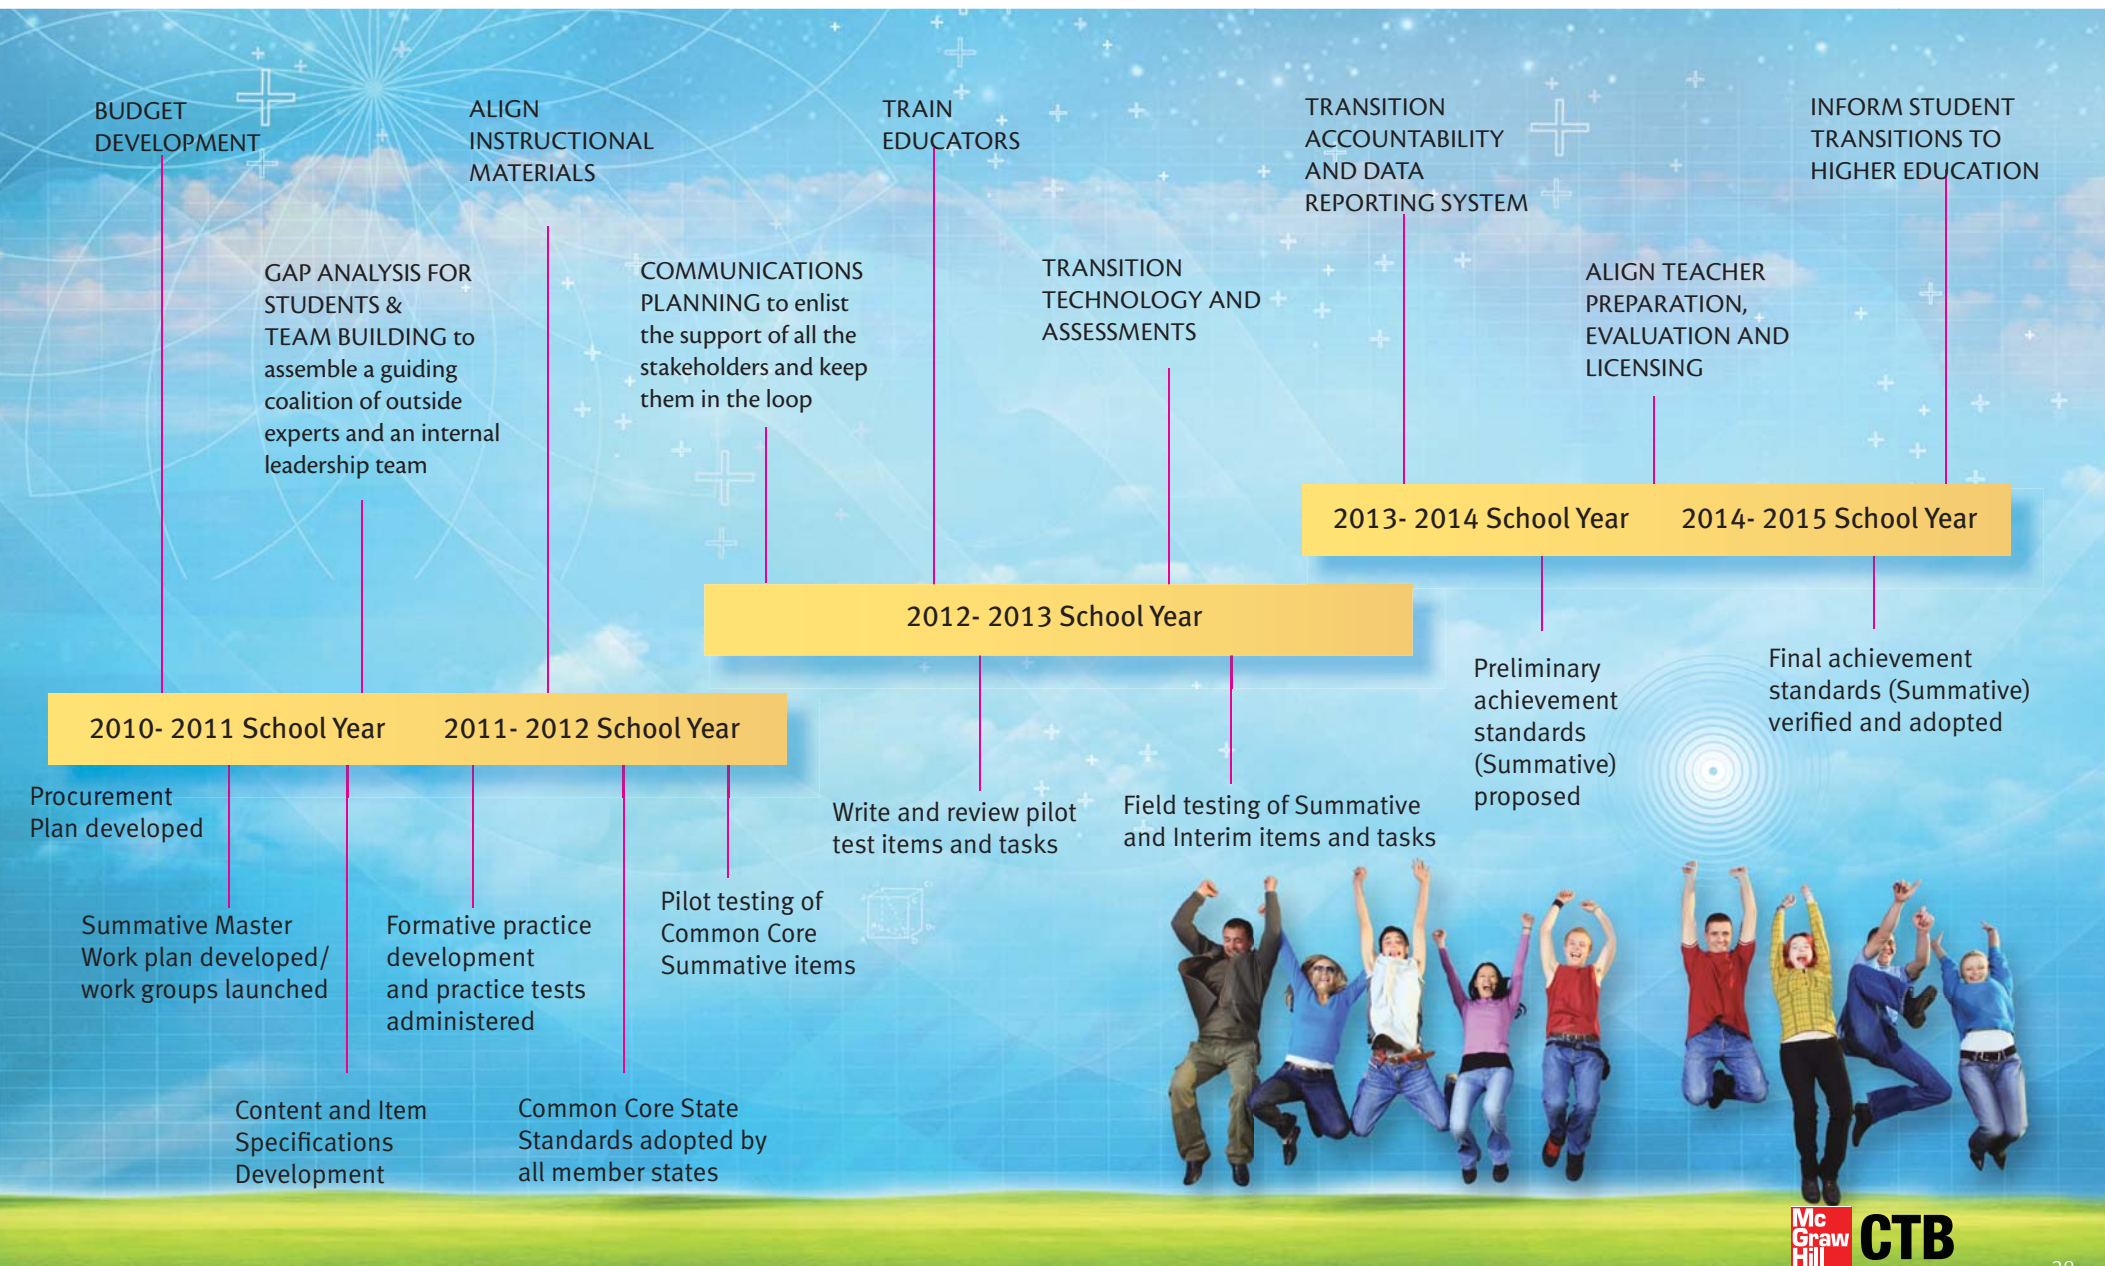 BUDGET
DEVELOPMENT
GAP ANALYSIS FOR
STUDENTS &
TEAM BUILDING to
assemble a guiding
coalition of outside
experts and an internal
leadership team
ALIGN
INSTRUCTIONAL
MATERIALS
COMMUNICATIONS
PLANNING to enlist
the support of all the
stakeholders and keep
them in the loop
TRAIN
EDUCATORS
TRANSITION
TECHNOLOGY AND
ASSESSMENTS
TRANSITION
ACCOUNTABILITY
AND DATA
REPORTING SYSTEM
ALIGN TEACHER
PREPARATION,
EVALUATION AND
LICENSING
INFORM STUDENT
TRANSITIONS TO
HIGHER EDUCATION
2010- 2011 School Year
2011- 2012 School Year
2012- 2013 School Year
2013- 2014 School Year
2014- 2015 School Year
Procurement
Plan developed
Summative Master
Work plan developed/
work groups launched
Content and Item
Specifications
Development
Formative practice
development
and practice tests
administered
Common Core State
Standards adopted by
all member states
Pilot testing of
Common Core
Summative items
Write and review pilot
test items and tasks
Field testing of Summative
and Interim items and tasks
Preliminary
achievement
standards
(Summative)
proposed
Final achievement
standards (Summative)
verified and adopted
Mc
Graw
Hill
CTB